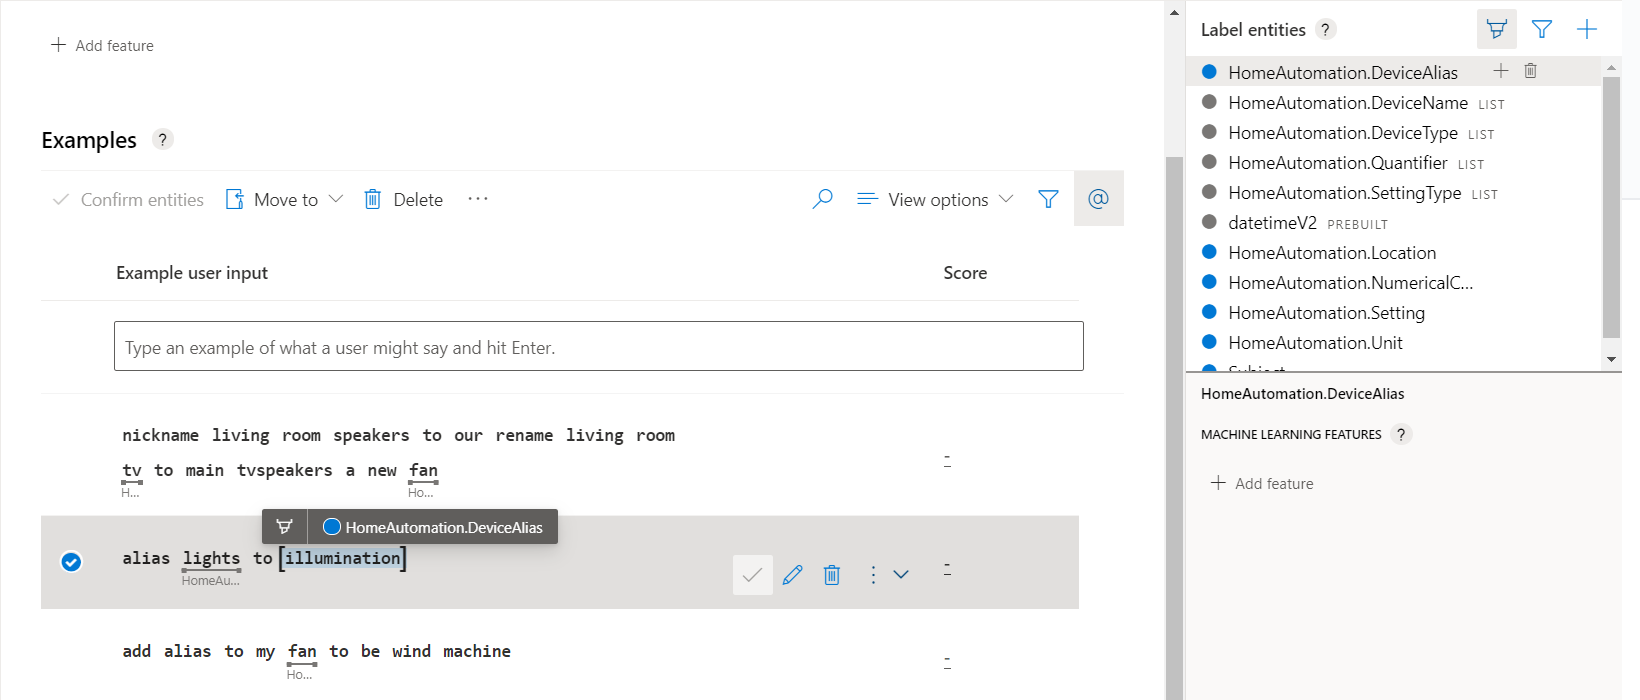 + Add feature
Examples ?
Confirm entities Move to Delete ...
View options @
Example user input Score
Type an example of what a user might say and hit Enter.
nickname living room speakers to our rename living room
tv to main tvspeakers a new fan -
H... Ho...
HomeAutomation.DeviceAlias
alias lights to [illumination] -
HomeAu...
add alias to my fan to be wind machine -
Ho...
Label entities ?
HomeAutomation.DeviceAlias
HomeAutomation.DeviceName LIST
HomeAutomation.DeviceType LIST
HomeAutomation.Quantifier LIST
HomeAutomation.SettingType LIST
datetimeV2 PREBUILT
HomeAutomation.Location
HomeAutomation.NumericalC...
HomeAutomation.Setting
HomeAutomation.Unit
Subject
HomeAutomation.DeviceAlias
MACHINE LEARNING FEATURES ?
+ Add feature